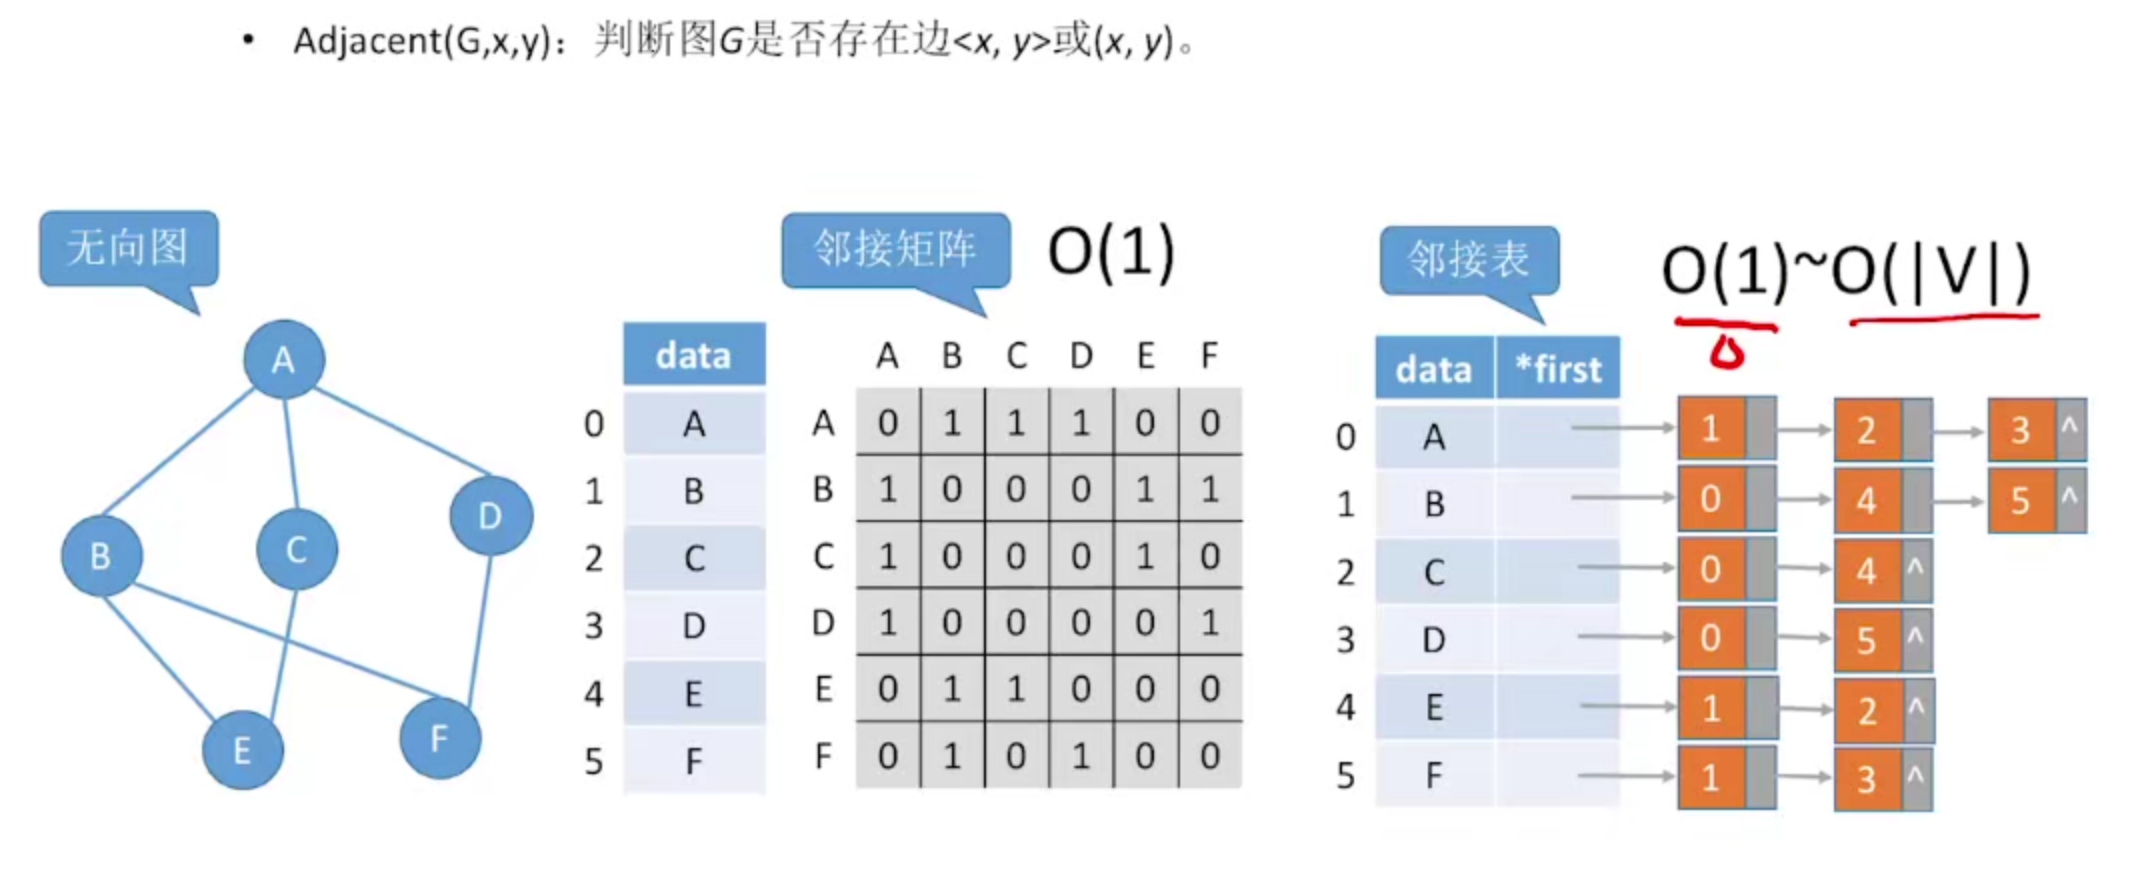 • Adjacent(G,x,y)：判断图G是否存在边<x, y>或(x, y)。
无向图
A
B
C
D
E
F
邻接矩阵 O(1)
data
0 A
1 B
2 C
3 D
4 E
5 F
A B C D E F
A 0 1 1 1 0 0
B 1 0 0 0 1 1
C 1 0 0 0 1 0
D 1 0 0 0 0 1
E 0 1 1 0 0 0
F 0 1 0 1 0 0
邻接表 O(1)~O(|V|)
data *first
0 A 1 2 3 ^
1 B 0 4 5 ^
2 C 0 4 ^
3 D 0 5 ^
4 E 1 2 ^
5 F 1 3 ^